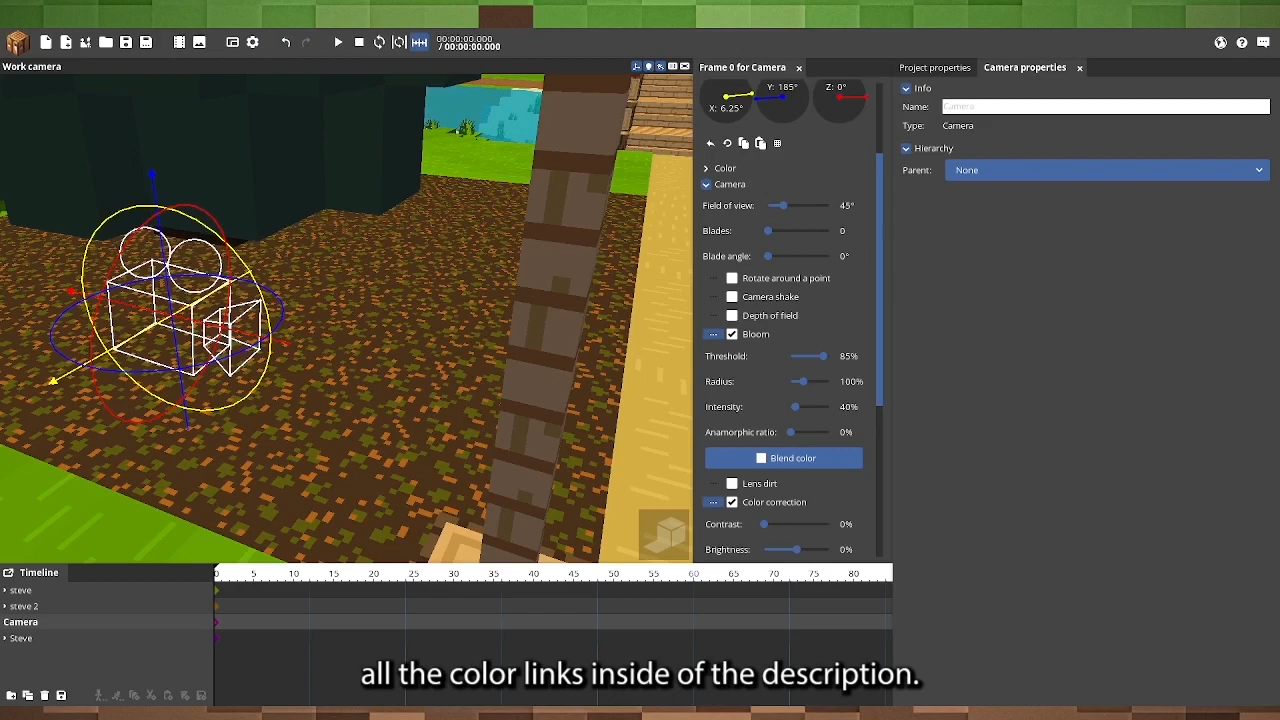 00:00:00.000
/ 00:00:00.000
Work camera
Frame 0 for Camera
Project properties
Camera properties
X: 6.25°
Y: 185°
Z: 0°
Color
Camera
Field of view:
45°
Blades:
0
Blade angle:
0°
Rotate around a point
Camera shake
Depth of field
Bloom
Threshold:
85%
Radius:
100%
Intensity:
40%
Anamorphic ratio:
0%
Blend color
Lens dirt
Color correction
Contrast:
0%
Brightness:
0%
Info
Name:
Camera
Type:
Camera
Hierarchy
Parent:
None
Timeline
0 5 10 15 20 25 30 35 40 45 50 55 60 65 70 75 80
steve
steve 2
Camera
Steve
all the color links inside of the description.